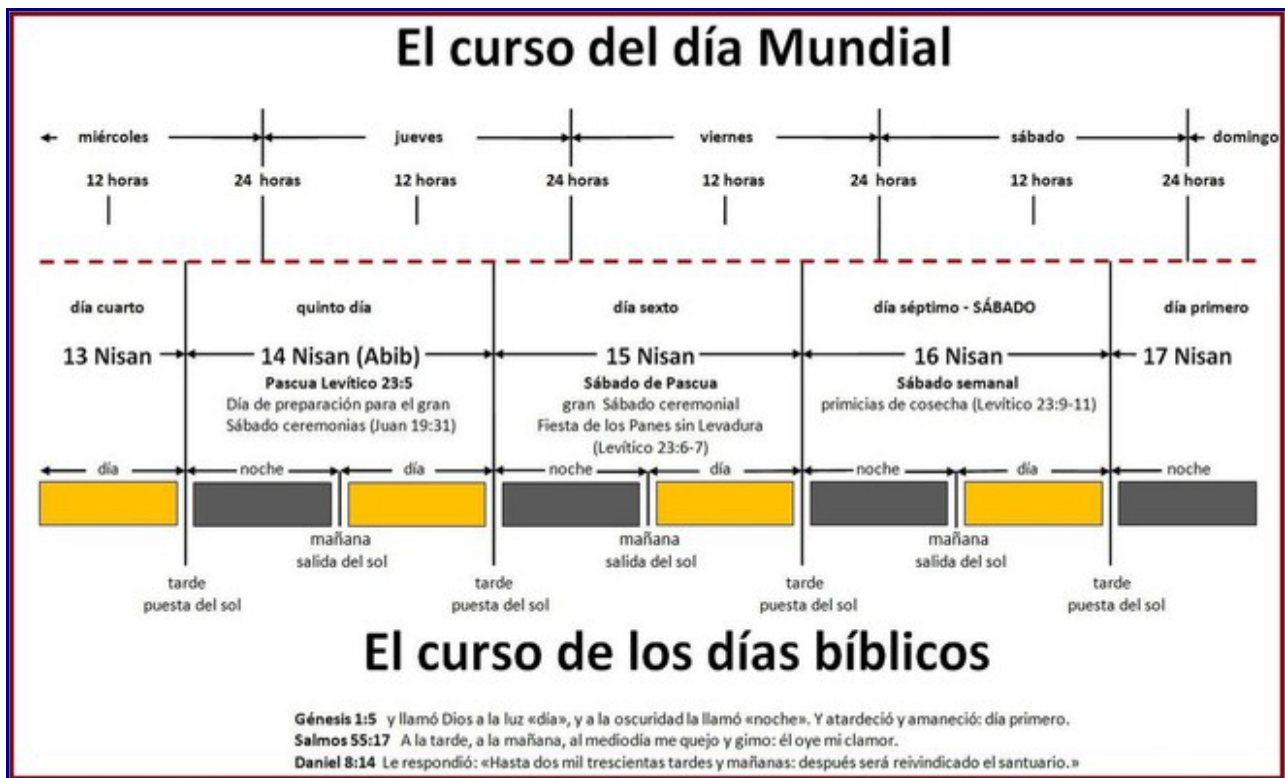 El curso del día Mundial
miércoles jueves viernes sábado domingo
12 horas 24 horas 12 horas 24 horas 12 horas 24 horas 12 horas 24 horas
día cuarto quinto día día sexto día séptimo - SÁBADO día primero
13 Nisan 14 Nisan (Abib) 15 Nisan 16 Nisan 17 Nisan
Pascua Levítico 23:5 Sábado de Pascua Sábado semanal
Día de preparación para el gran gran Sábado ceremonial primicias de cosecha (Levítico 23:9-11)
Sábado ceremonias (Juan 19:31) Fiesta de los Panes sin Levadura
(Levítico 23:6-7)
día noche día noche día noche día noche
mañana mañana mañana
salida del sol salida del sol salida del sol
tarde tarde tarde tarde
puesta del sol puesta del sol puesta del sol puesta del sol
El curso de los días bíblicos
Génesis 1:5 y llamó Dios a la luz «día», y a la oscuridad la llamó «noche». Y atardeció y amaneció: día primero.
Salmos 55:17 A la tarde, a la mañana, al mediodía me quejo y gimo: él oye mi clamor.
Daniel 8:14 Le respondió: «Hasta dos mil trescientas tardes y mañanas: después será reivindicado el santuario.»